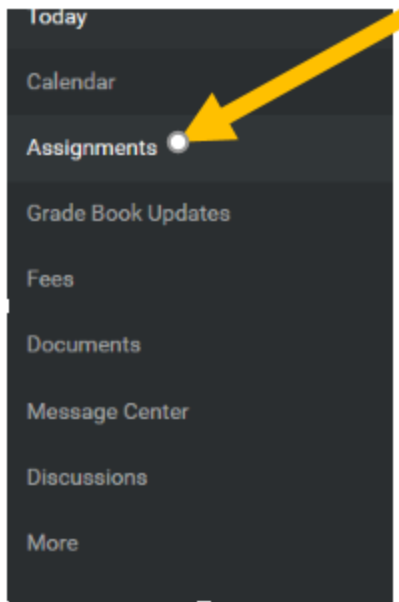 Today
Calendar
Assignments
Grade Book Updates
Fees
Documents
Message Center
Discussions
More